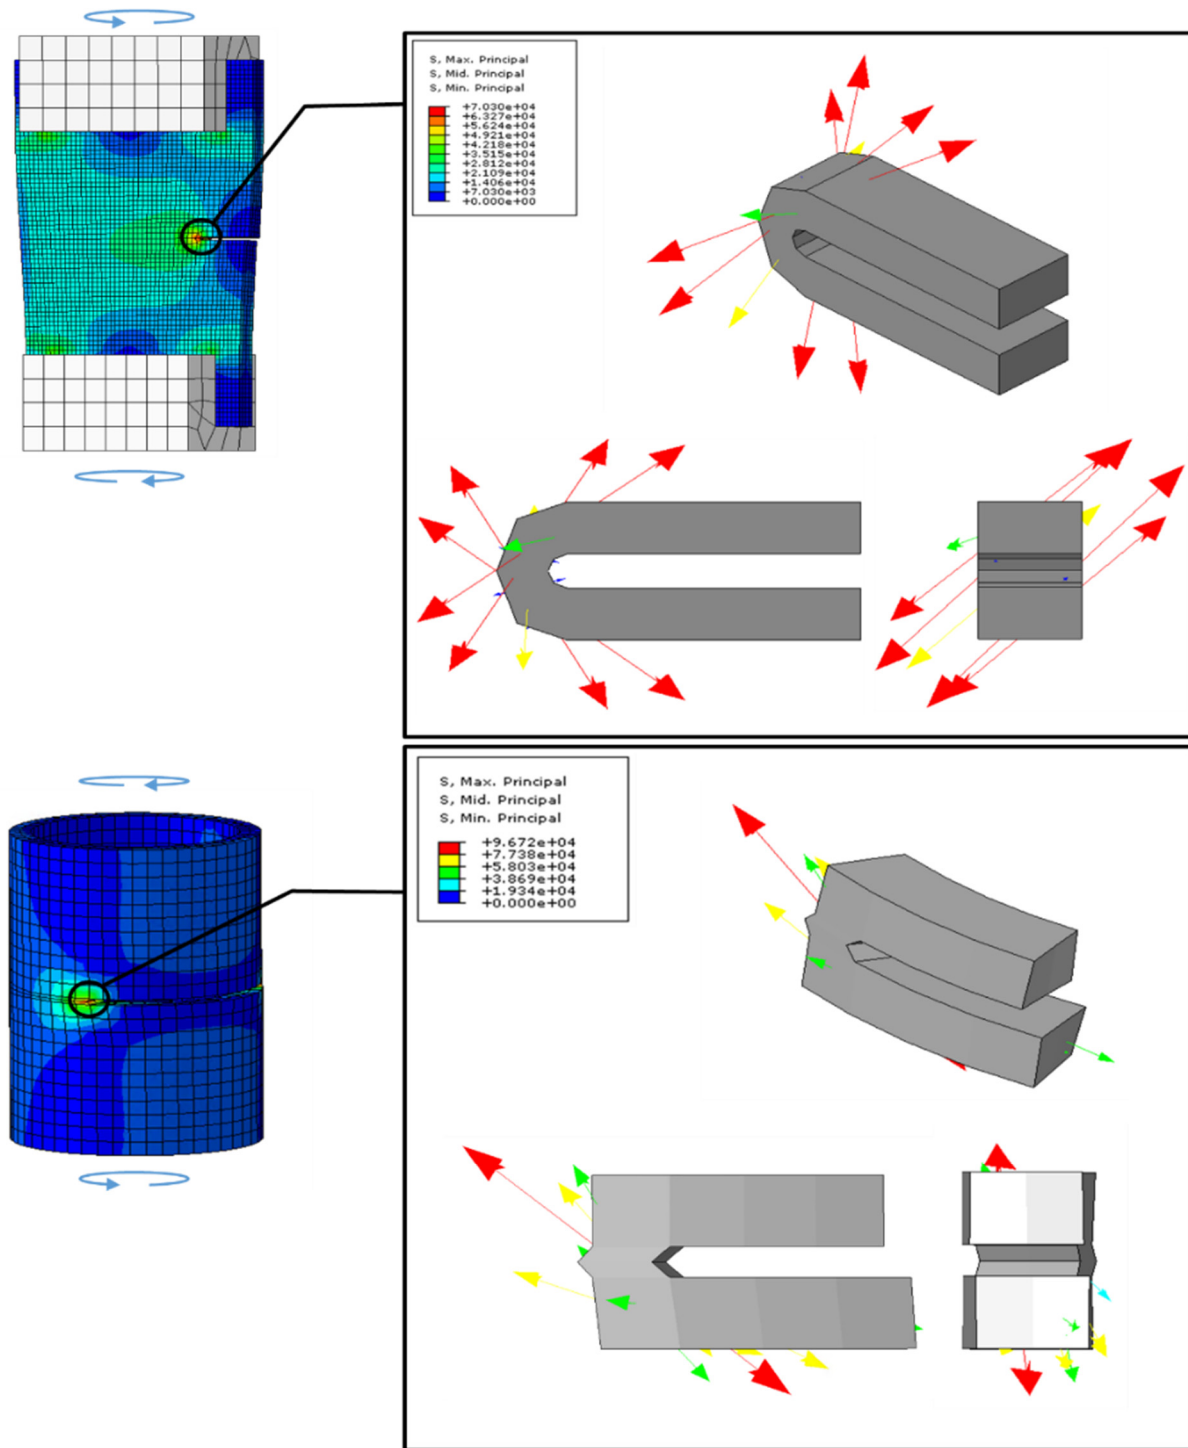 S, Max. Principal
S, Mid. Principal
S, Min. Principal
+7.030e+04
+6.327e+04
+5.624e+04
+4.921e+04
+4.218e+04
+3.515e+04
+2.812e+04
+2.109e+04
+1.406e+04
+7.030e+03
+0.000e+00
S, Max. Principal
S, Mid. Principal
S, Min. Principal
+9.672e+04
+7.738e+04
+5.803e+04
+3.869e+04
+1.934e+04
+0.000e+00